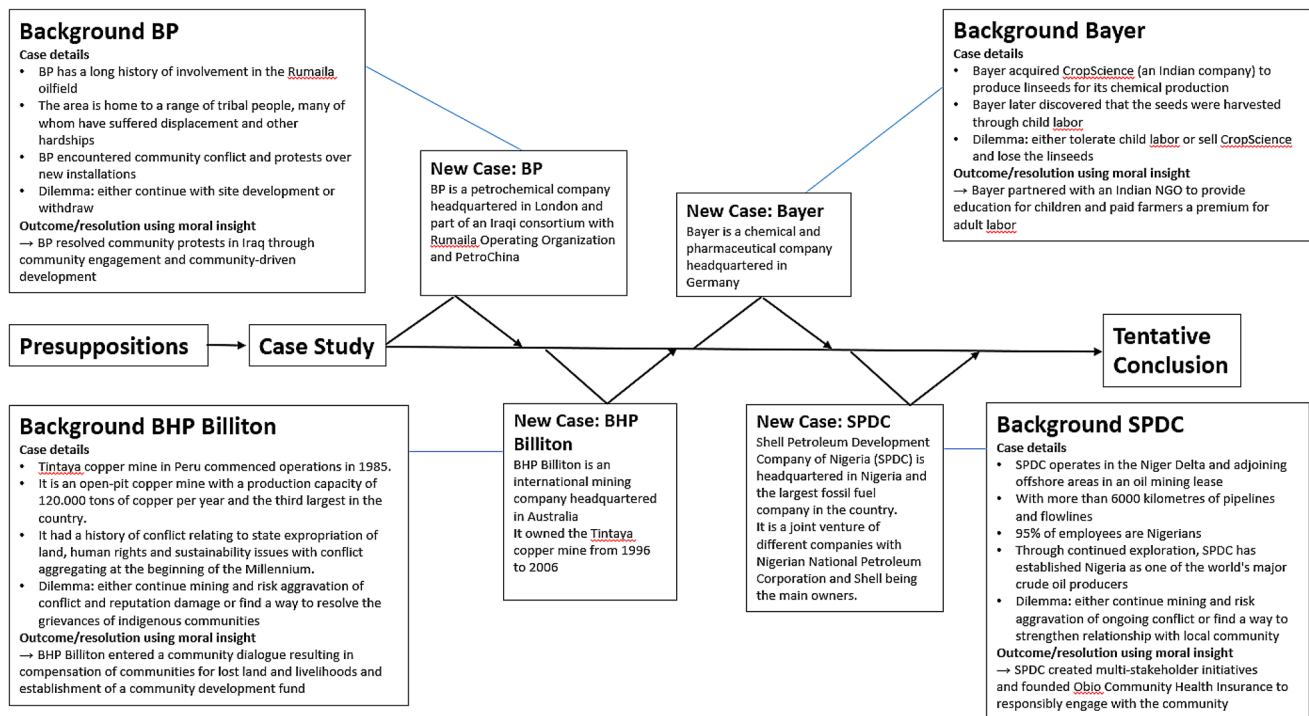 Background BP
Case details
• BP has a long history of involvement in the Rumaila
oilfield
• The area is home to a range of tribal people, many of
whom have suffered displacement and other
hardships
• BP encountered community conflict and protests over
new installations
• Dilemma: either continue with site development or
withdraw
Outcome/resolution using moral insight
→ BP resolved community protests in Iraq through
community engagement and community-driven
development
New Case: BP
BP is a petrochemical company
headquartered in London and
part of an Iraqi consortium with
Rumaila Operating Organization
and PetroChina
New Case: Bayer
Bayer is a chemical and
pharmaceutical company
headquartered in
Germany
Background Bayer
Case details
• Bayer acquired CropScience (an Indian company) to
produce linseeds for its chemical production
• Bayer later discovered that the seeds were harvested
through child labor
• Dilemma: either tolerate child labor or sell CropScience
and lose the linseeds
Outcome/resolution using moral insight
→ Bayer partnered with an Indian NGO to provide
education for children and paid farmers a premium for
adult labor
Presuppositions
Case Study
Tentative
Conclusion
Background BHP Billiton
Case details
• Tintaya copper mine in Peru commenced operations in 1985.
• It is an open-pit copper mine with a production capacity of
120.000 tons of copper per year and the third largest in the
country.
• It had a history of conflict relating to state expropriation of
land, human rights and sustainability issues with conflict
aggregating at the beginning of the Millennium.
• Dilemma: either continue mining and risk aggravation of
conflict and reputation damage or find a way to resolve the
grievances of indigenous communities
Outcome/resolution using moral insight
→ BHP Billiton entered a community dialogue resulting in
compensation of communities for lost land and livelihoods and
establishment of a community development fund
New Case: BHP
Billiton
BHP Billiton is an
international mining
company headquartered
in Australia
It owned the Tintaya
copper mine from 1996
to 2006
New Case: SPDC
Shell Petroleum Development
Company of Nigeria (SPDC) is
headquartered in Nigeria and
the largest fossil fuel
company in the country.
It is a joint venture of
different companies with
Nigerian National Petroleum
Corporation and Shell being
the main owners.
Background SPDC
Case details
• SPDC operates in the Niger Delta and adjoining
offshore areas in an oil mining lease
• With more than 6000 kilometres of pipelines
and flowlines
• 95% of employees are Nigerians
• Through continued exploration, SPDC has
established Nigeria as one of the world's major
crude oil producers
• Dilemma: either continue mining and risk
aggravation of ongoing conflict or find a way to
strengthen relationship with local community
Outcome/resolution using moral insight
→ SPDC created multi-stakeholder initiatives
and founded Obio Community Health Insurance to
responsibly engage with the community